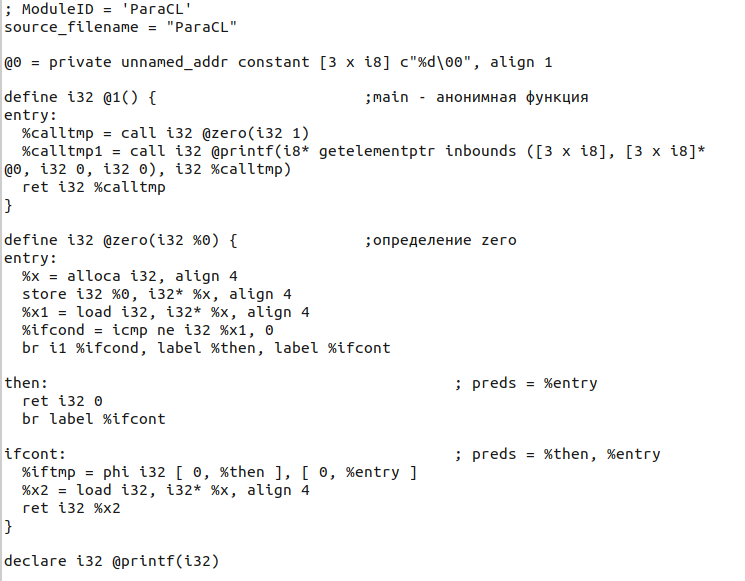 ; ModuleID = 'ParaCL'
source_filename = "ParaCL"
@0 = private unnamed_addr constant [3 x i8] c"%d\00", align 1
define i32 @1() { ;main - анонимная функция
entry:
%calltmp = call i32 @zero(i32 1)
%calltmp1 = call i32 @printf(i8* getelementptr inbounds ([3 x i8], [3 x i8]*
@0, i32 0, i32 0), i32 %calltmp)
ret i32 %calltmp
}
define i32 @zero(i32 %0) { ;определение zero
entry:
%x = alloca i32, align 4
store i32 %0, i32* %x, align 4
%x1 = load i32, i32* %x, align 4
%ifcond = icmp ne i32 %x1, 0
br i1 %ifcond, label %then, label %ifcont
then: ; preds = %entry
ret i32 0
br label %ifcont
ifcont: ; preds = %then, %entry
%iftmp = phi i32 [ 0, %then ], [ 0, %entry ]
%x2 = load i32, i32* %x, align 4
ret i32 %x2
}
declare i32 @printf(i32)